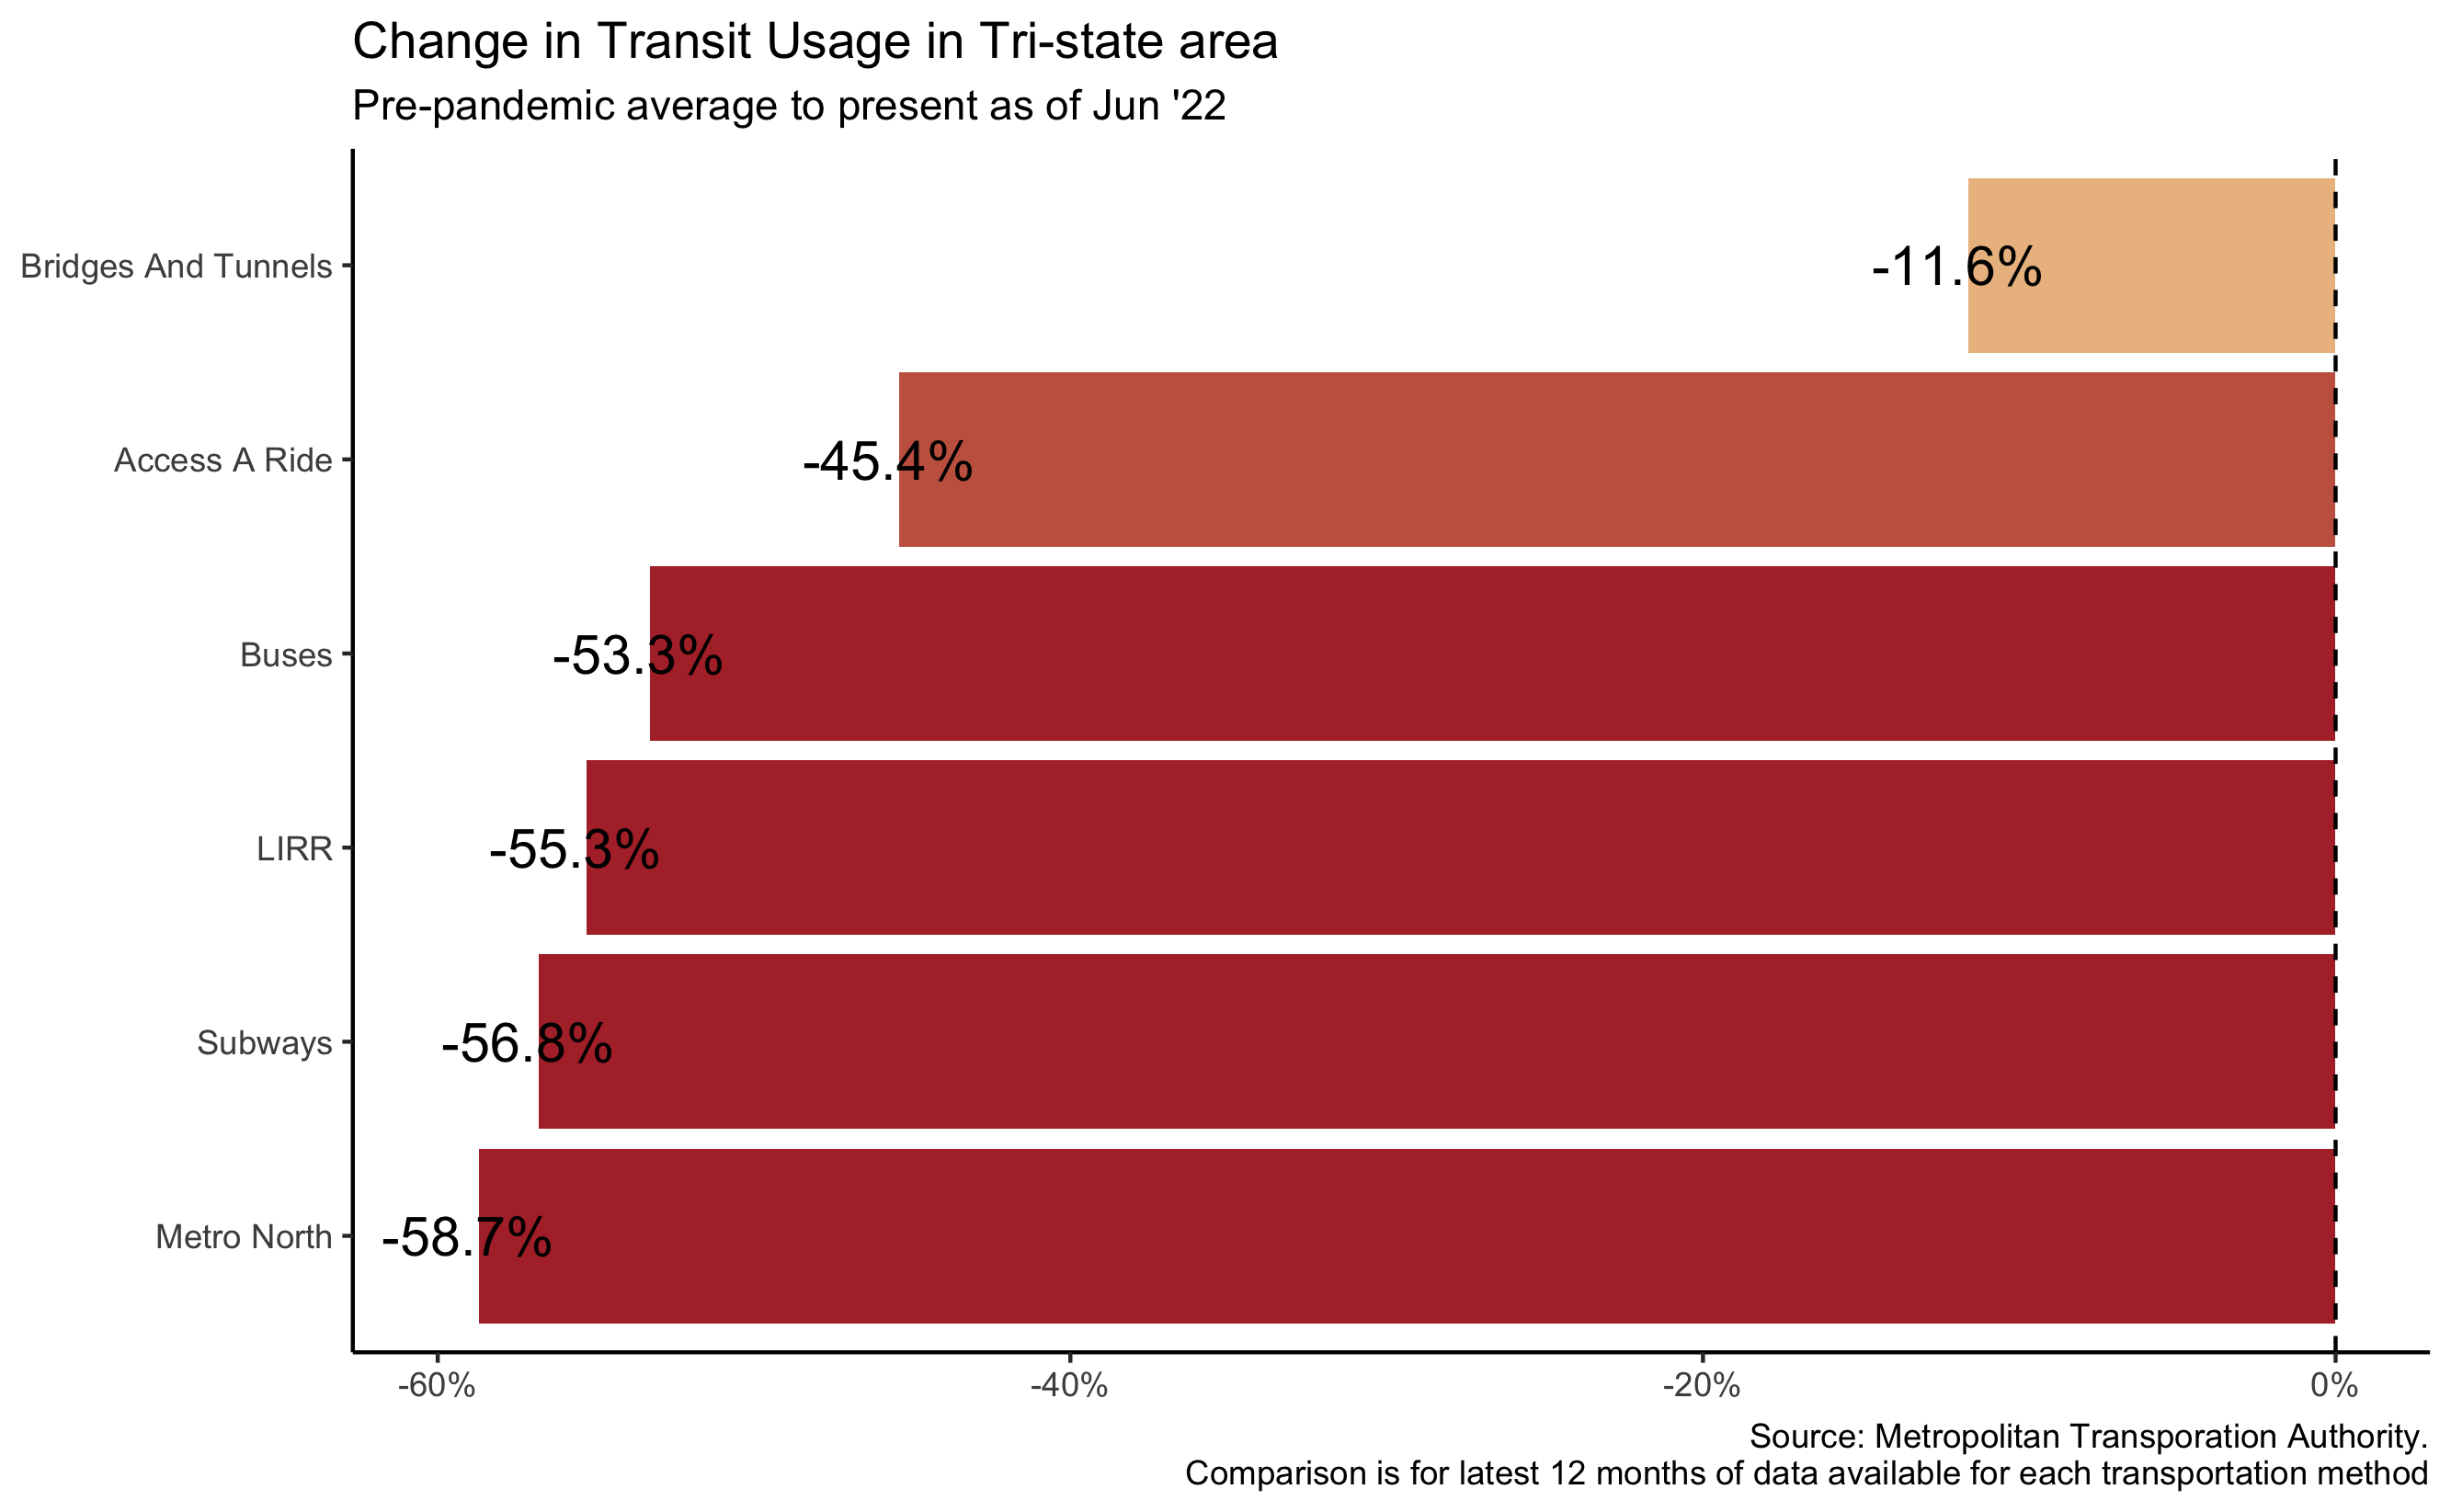 Change in Transit Usage in Tri-state area
Pre-pandemic average to present as of Jun '22
Bridges And Tunnels
-11.6%
Access A Ride
-45.4%
Buses
-53.3%
LIRR
-55.3%
Subways
-56.8%
Metro North
-58.7%
-60% -40% -20% 0%
Source: Metropolitan Transporation Authority.
Comparison is for latest 12 months of data available for each transportation method